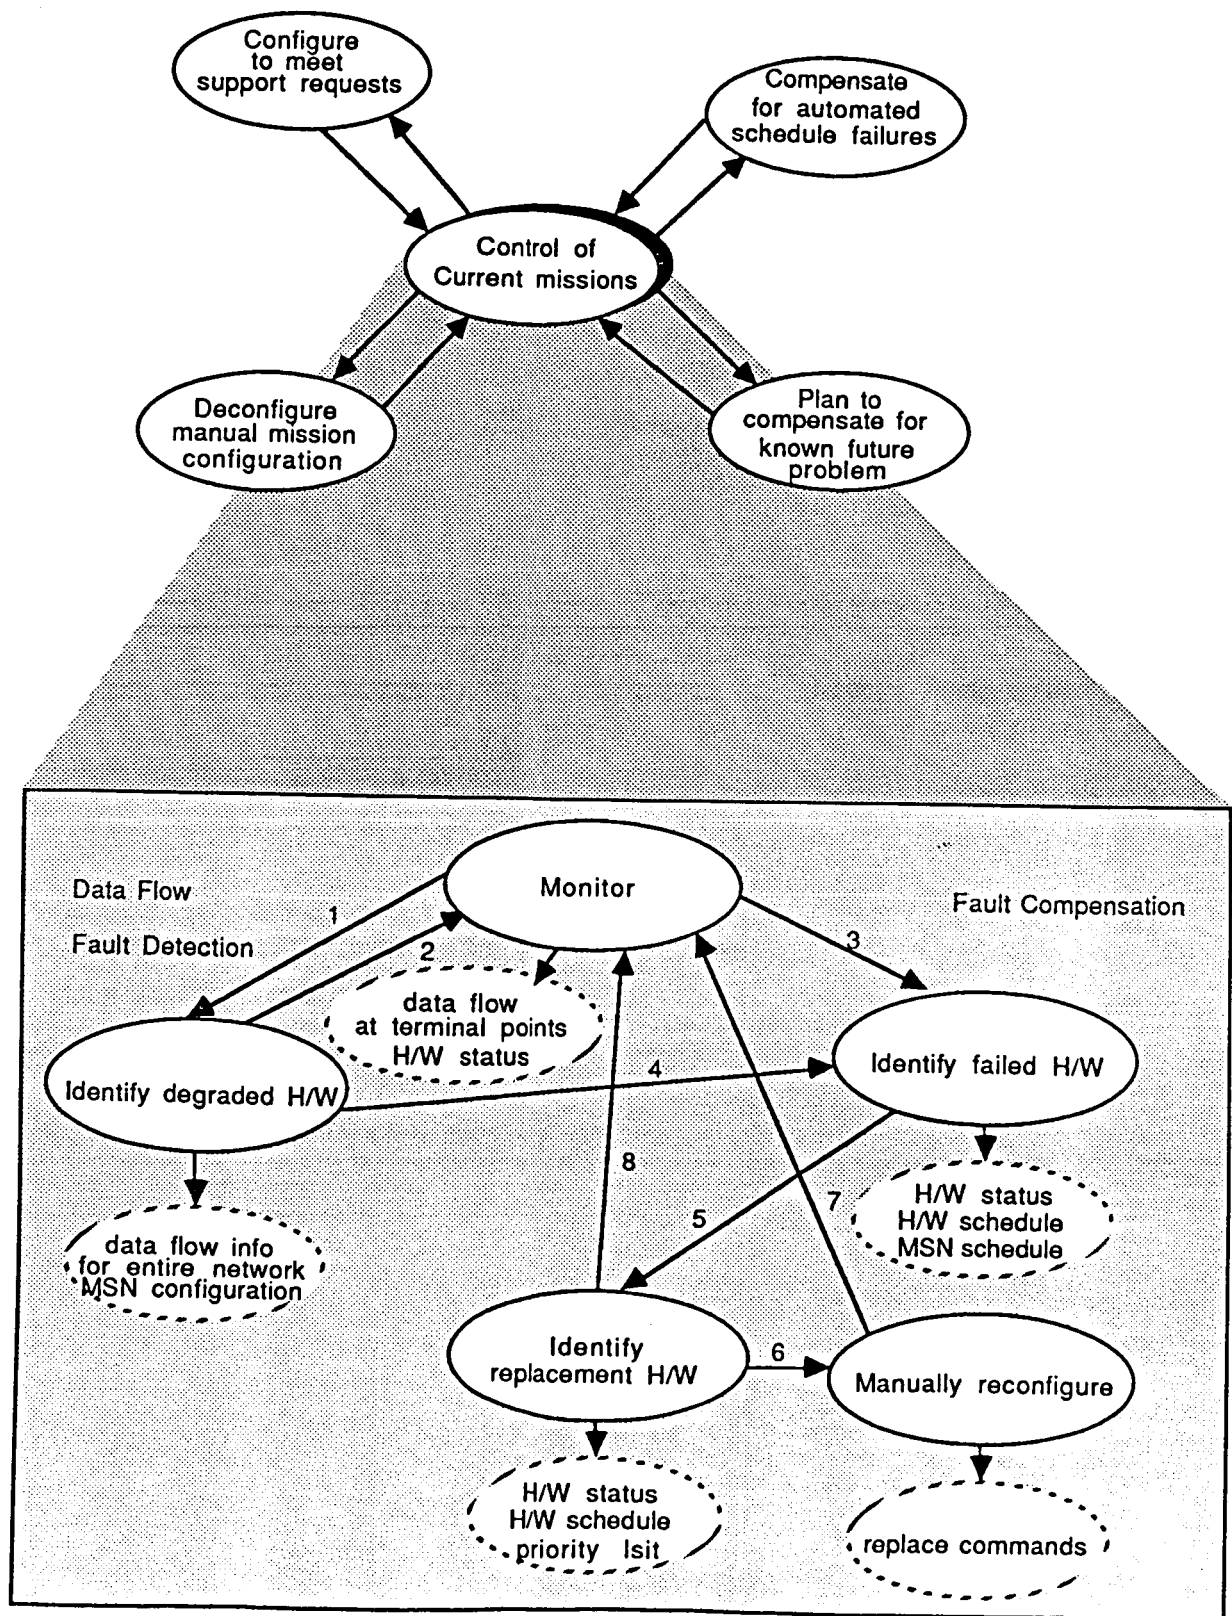 Configure
to meet
support requests
Compensate
for automated
schedule failures
Control of
Current missions
Deconfigure
manual mission
configuration
Plan to
compensate for
known future
problem
Monitor
Data Flow
Fault Detection
Fault Compensation
1
2
3
data flow
at terminal points
H/W status
Identify degraded H/W
4
Identify failed H/W
8
5
7
H/W status
H/W schedule
MSN schedule
data flow info
for entire network
MSN configuration
Identify
replacement H/W
6
Manually reconfigure
H/W status
H/W schedule
priority lsit
replace commands